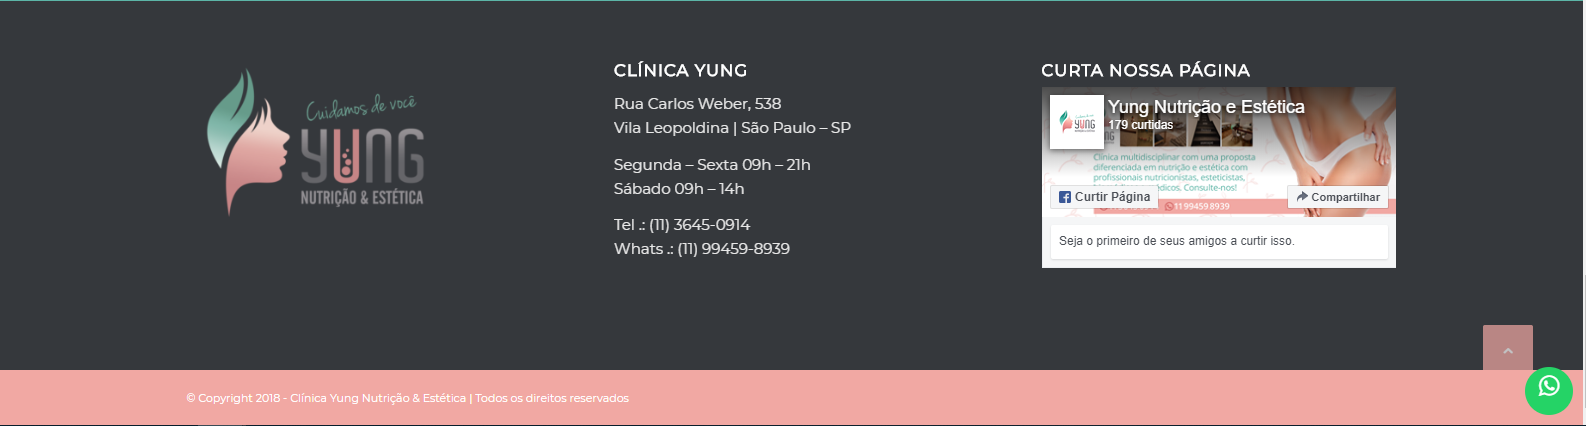 Cuidamos de você
YUNG
NUTRIÇÃO & ESTÉTICA
CLÍNICA YUNG
Rua Carlos Weber, 538
Vila Leopoldina | São Paulo – SP
Segunda – Sexta 09h – 21h
Sábado 09h – 14h
Tel .: (11) 3645-0914
Whats .: (11) 99459-8939
CURTA NOSSA PÁGINA
Yung Nutrição e Estética
179 curtidas
YUNG
Clínica multidisciplinar com uma proposta
diferenciada em nutrição e estética com
profissionais nutricionistas, esteticistas,
médicos. Consulte-nos!
Curtir Página
Compartilhar
11 99459 8939
Seja o primeiro de seus amigos a curtir isso.
© Copyright 2018 - Clínica Yung Nutrição & Estética | Todos os direitos reservados